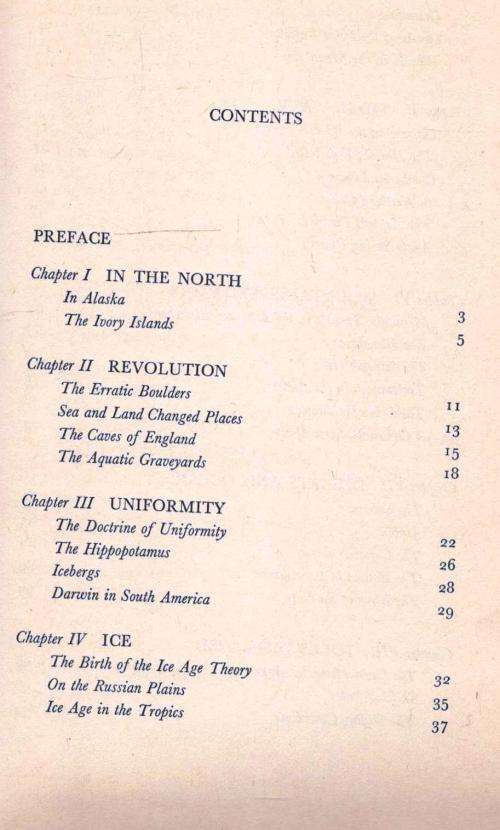 CONTENTS
PREFACE
Chapter I IN THE NORTH
In Alaska 3
The Ivory Islands 5
Chapter II REVOLUTION
The Erratic Boulders 11
Sea and Land Changed Places 13
The Caves of England 15
The Aquatic Graveyards 18
Chapter III UNIFORMITY
The Doctrine of Uniformity 22
The Hippopotamus 26
Icebergs 28
Darwin in South America 29
Chapter IV ICE
The Birth of the Ice Age Theory 32
On the Russian Plains 35
Ice Age in the Tropics 37